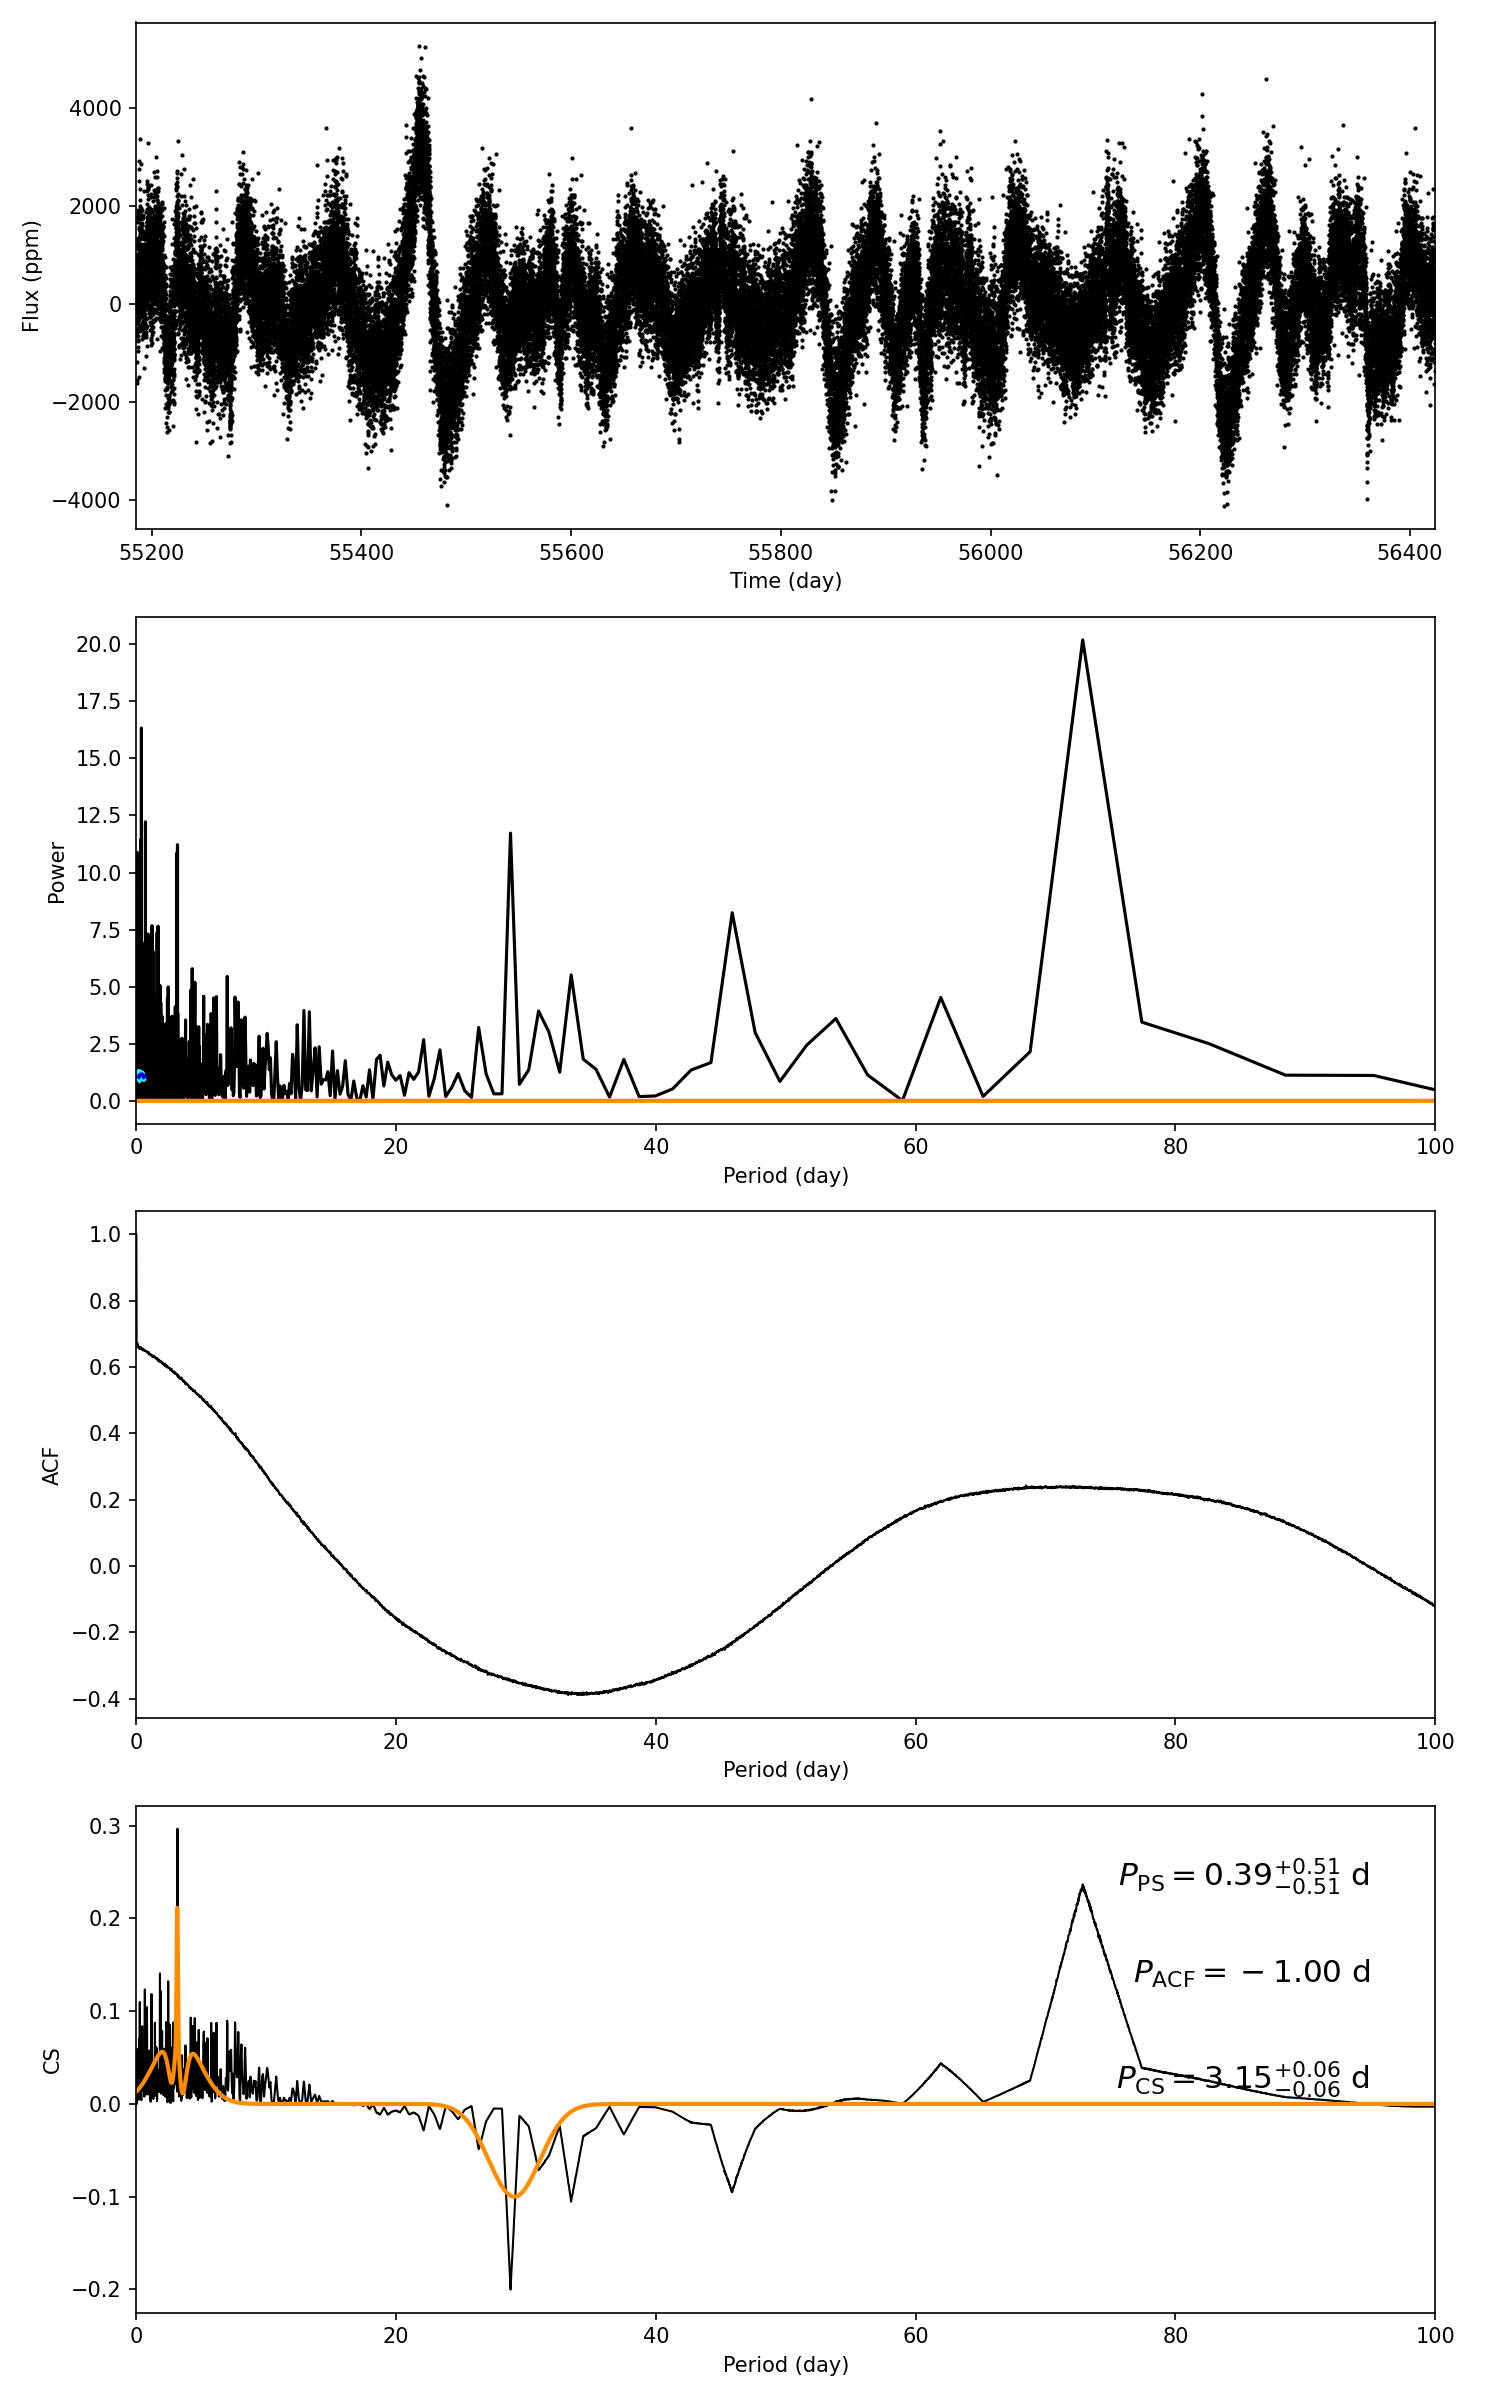 4000
2000
0
−2000
−4000
Flux (ppm)
55200 55400 55600 55800 56000 56200 56400
Time (day)
20.0
17.5
15.0
12.5
10.0
7.5
5.0
2.5
0.0
Power
0 20 40 60 80 100
Period (day)
1.0
0.8
0.6
0.4
0.2
0.0
−0.2
−0.4
ACF
0 20 40 60 80 100
Period (day)
0.3
0.2
0.1
0.0
−0.1
−0.2
CS
P_PS = 0.39^{+0.51}_{−0.51} d
P_ACF = −1.00 d
P_CS = 3.15^{+0.06}_{−0.06} d
0 20 40 60 80 100
Period (day)